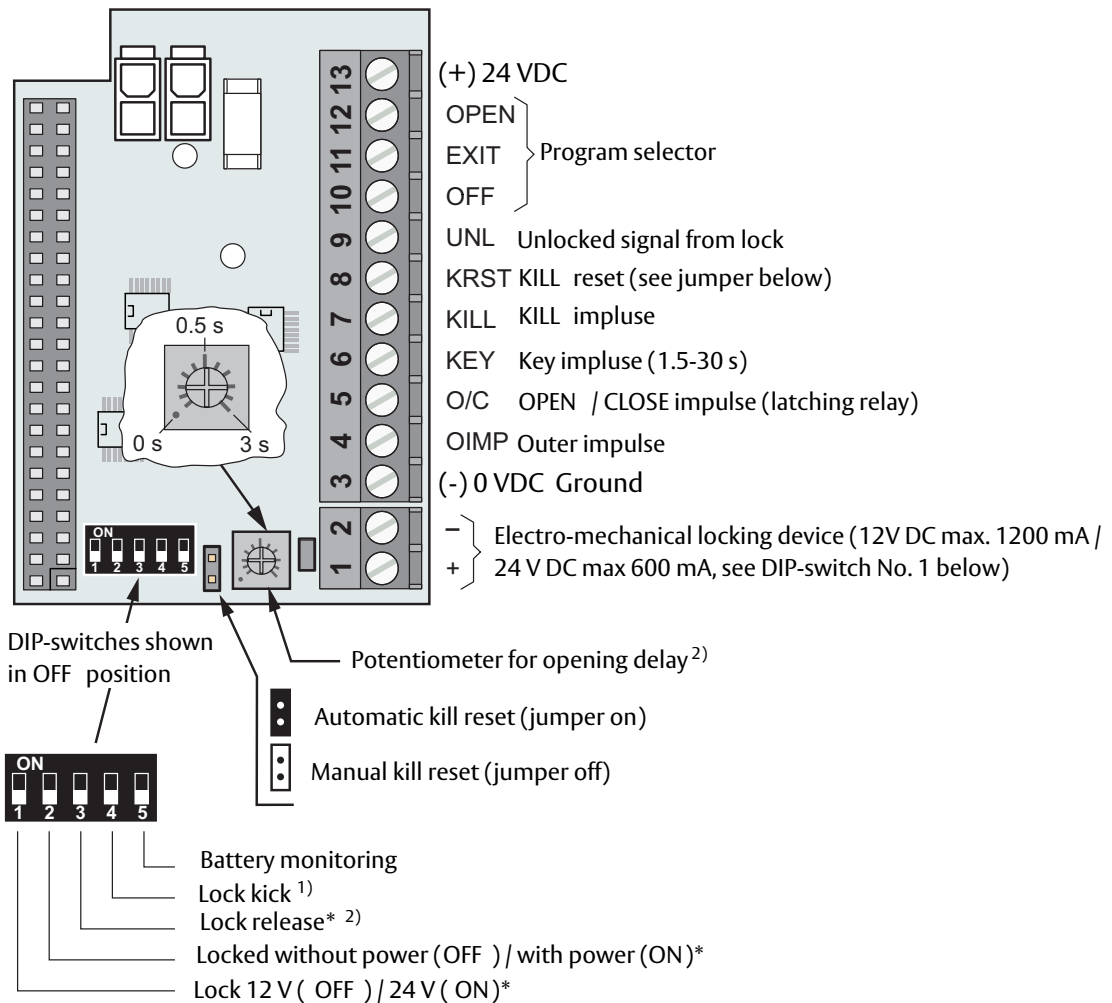 13 (+) 24 VDC
12 OPEN
11 EXIT Program selector
10 OFF
9 UNL Unlocked signal from lock
8 KRST KILL reset (see jumper below)
7 KILL KILL impluse
6 KEY Key impluse (1.5-30 s)
5 O/C OPEN / CLOSE impulse (latching relay)
4 OIMP Outer impulse
3 (-) 0 VDC Ground
2 – Electro-mechanical locking device (12V DC max. 1200 mA /
1 + 24 V DC max 600 mA, see DIP-switch No. 1 below)
0.5 s
0 s 3 s
ON
1 2 3 4 5
DIP-switches shown
in OFF position
Potentiometer for opening delay 2)
Automatic kill reset (jumper on)
Manual kill reset (jumper off)
ON
1 2 3 4 5
Battery monitoring
Lock kick 1)
Lock release* 2)
Locked without power (OFF ) / with power (ON )*
Lock 12 V ( OFF ) / 24 V ( ON )*